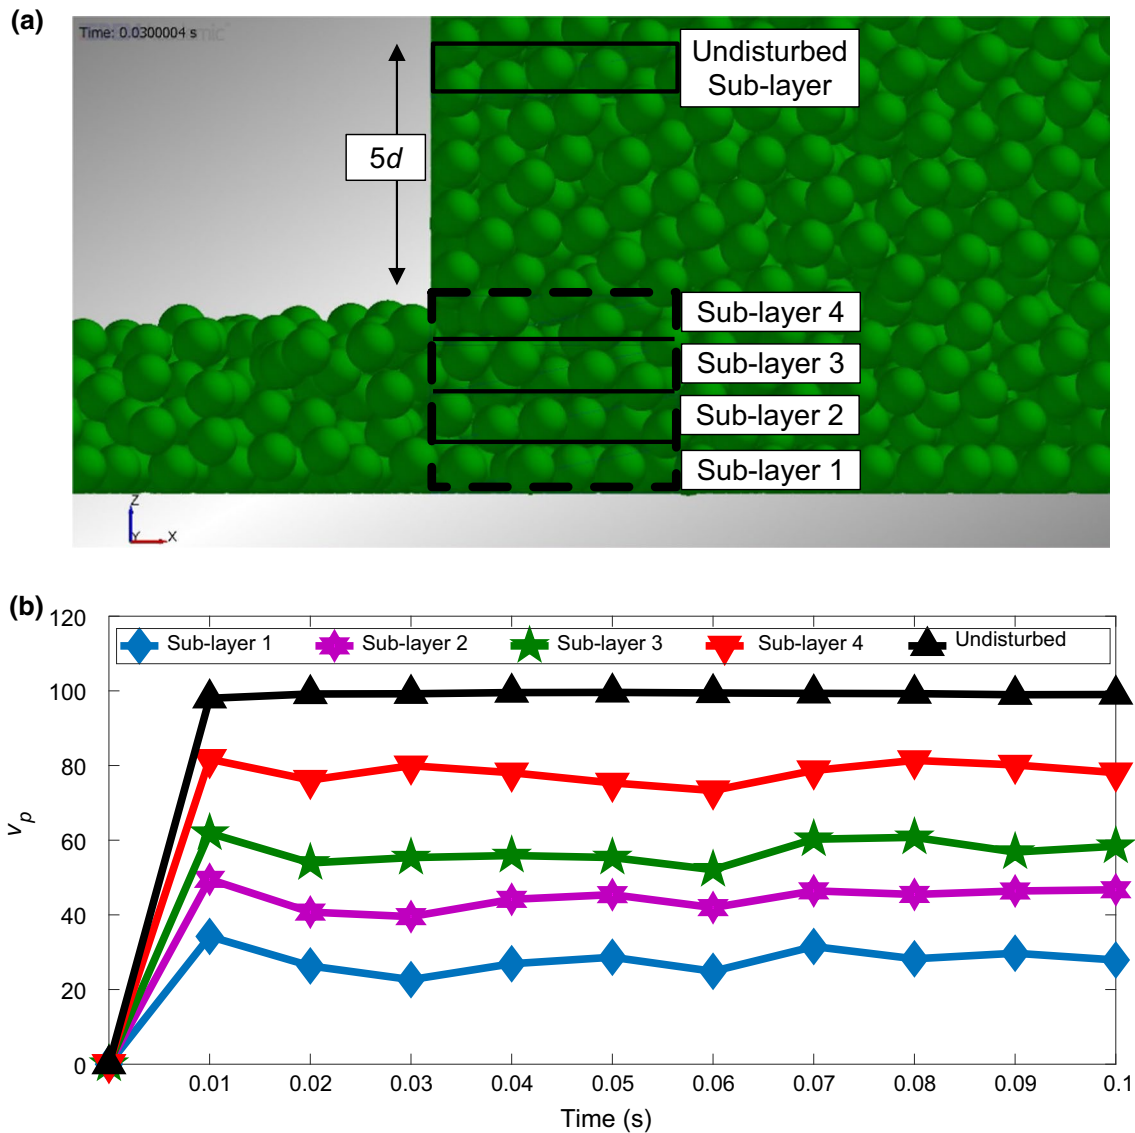 (a)
Time: 0.0300004 s
Undisturbed
Sub-layer
5d
Sub-layer 4
Sub-layer 3
Sub-layer 2
Sub-layer 1
Z
Y X
(b)
120
Sub-layer 1 Sub-layer 2 Sub-layer 3 Sub-layer 4 Undisturbed
100
80
60
40
20
0
v_p
0.01 0.02 0.03 0.04 0.05 0.06 0.07 0.08 0.09 0.1
Time (s)